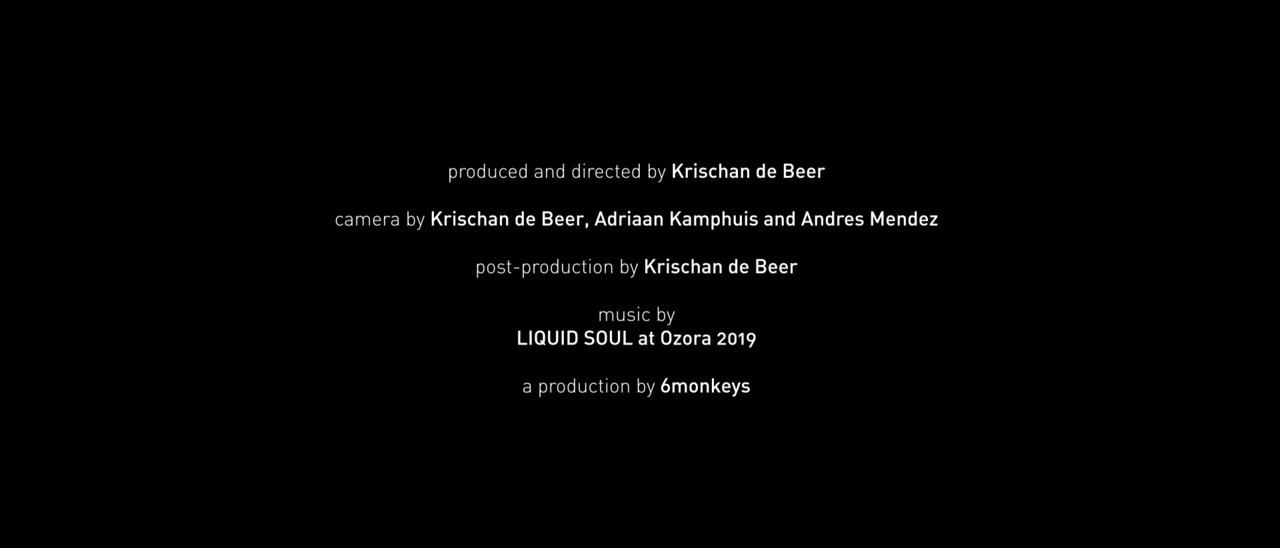 produced and directed by Krischan de Beer
camera by Krischan de Beer, Adriaan Kamphuis and Andres Mendez
post-production by Krischan de Beer
music by
LIQUID SOUL at Ozora 2019
a production by 6monkeys